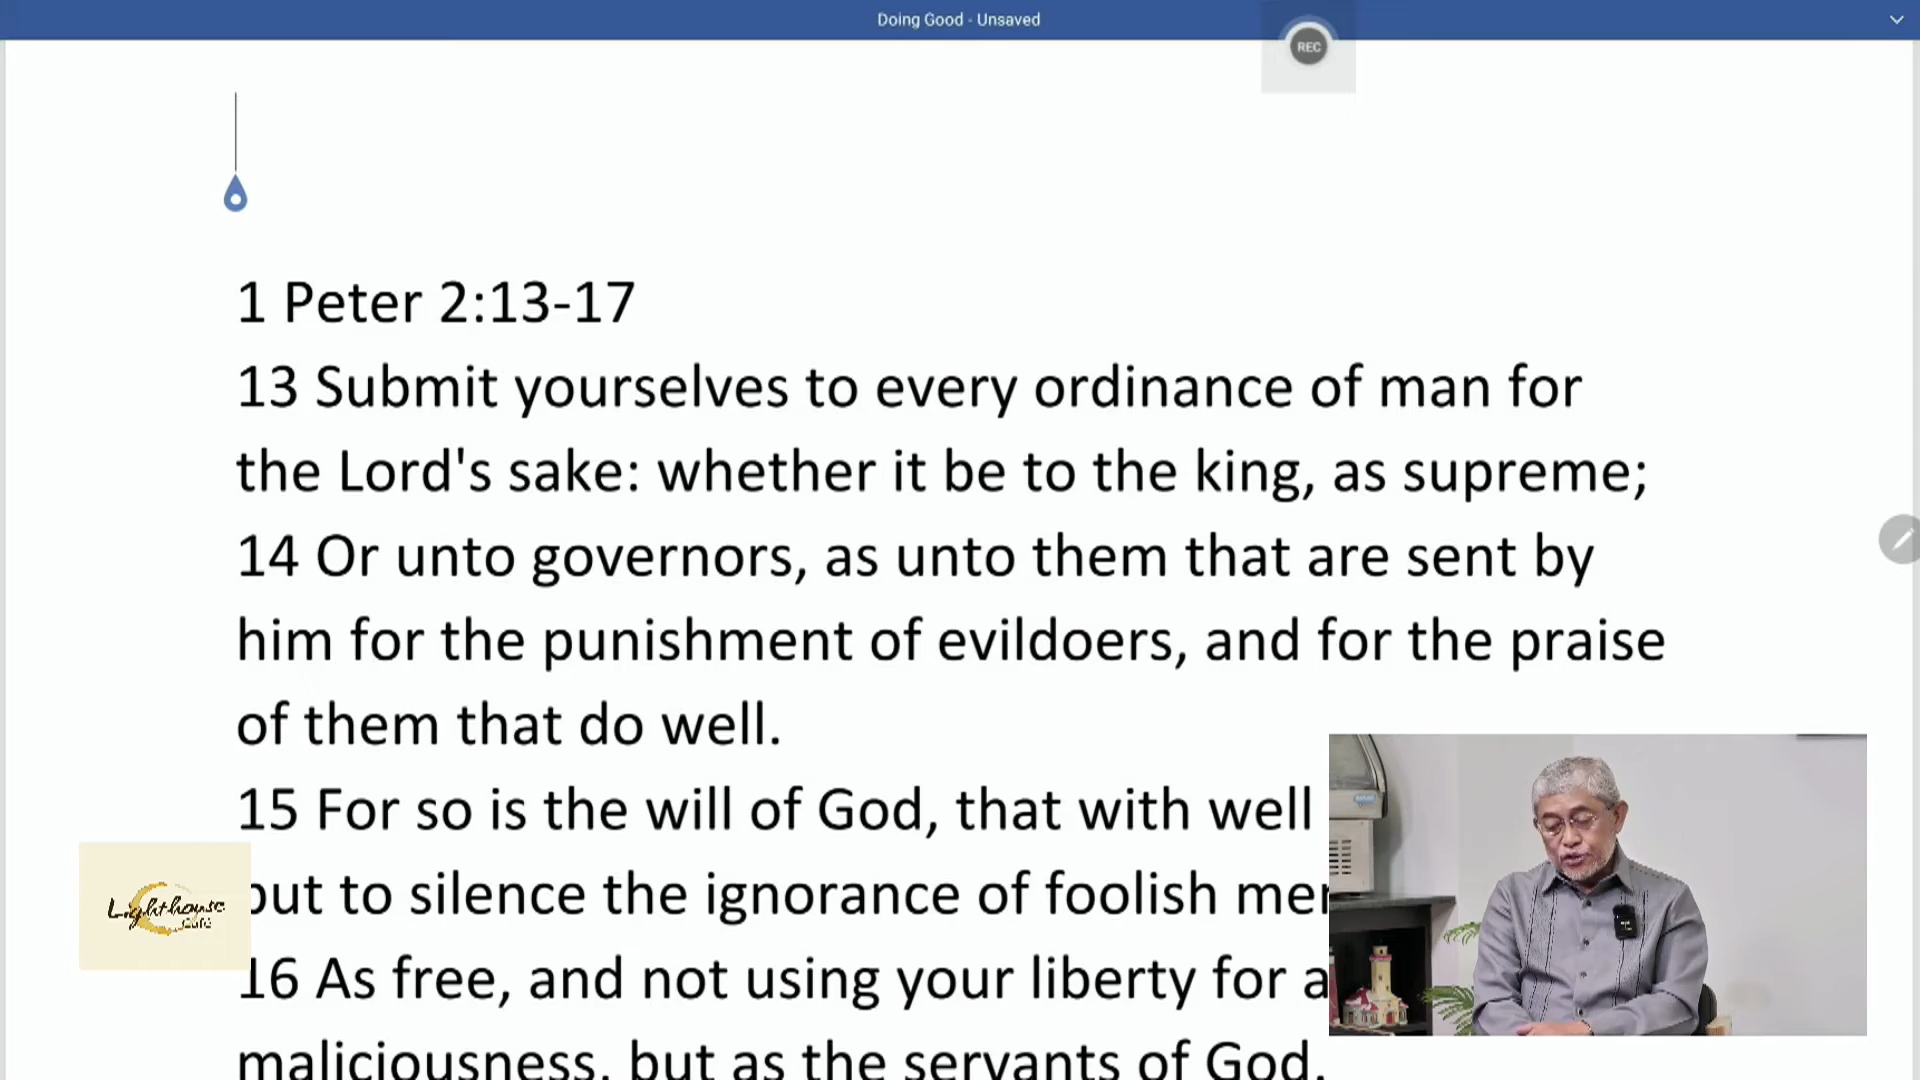 Doing Good - Unsaved
REC
1 Peter 2:13-17
13 Submit yourselves to every ordinance of man for
the Lord's sake: whether it be to the king, as supreme;
14 Or unto governors, as unto them that are sent by
him for the punishment of evildoers, and for the praise
of them that do well.
15 For so is the will of God, that with well
but to silence the ignorance of foolish men
16 As free, and not using your liberty for a
maliciousness, but as the servants of God.
Lighthouse
Café